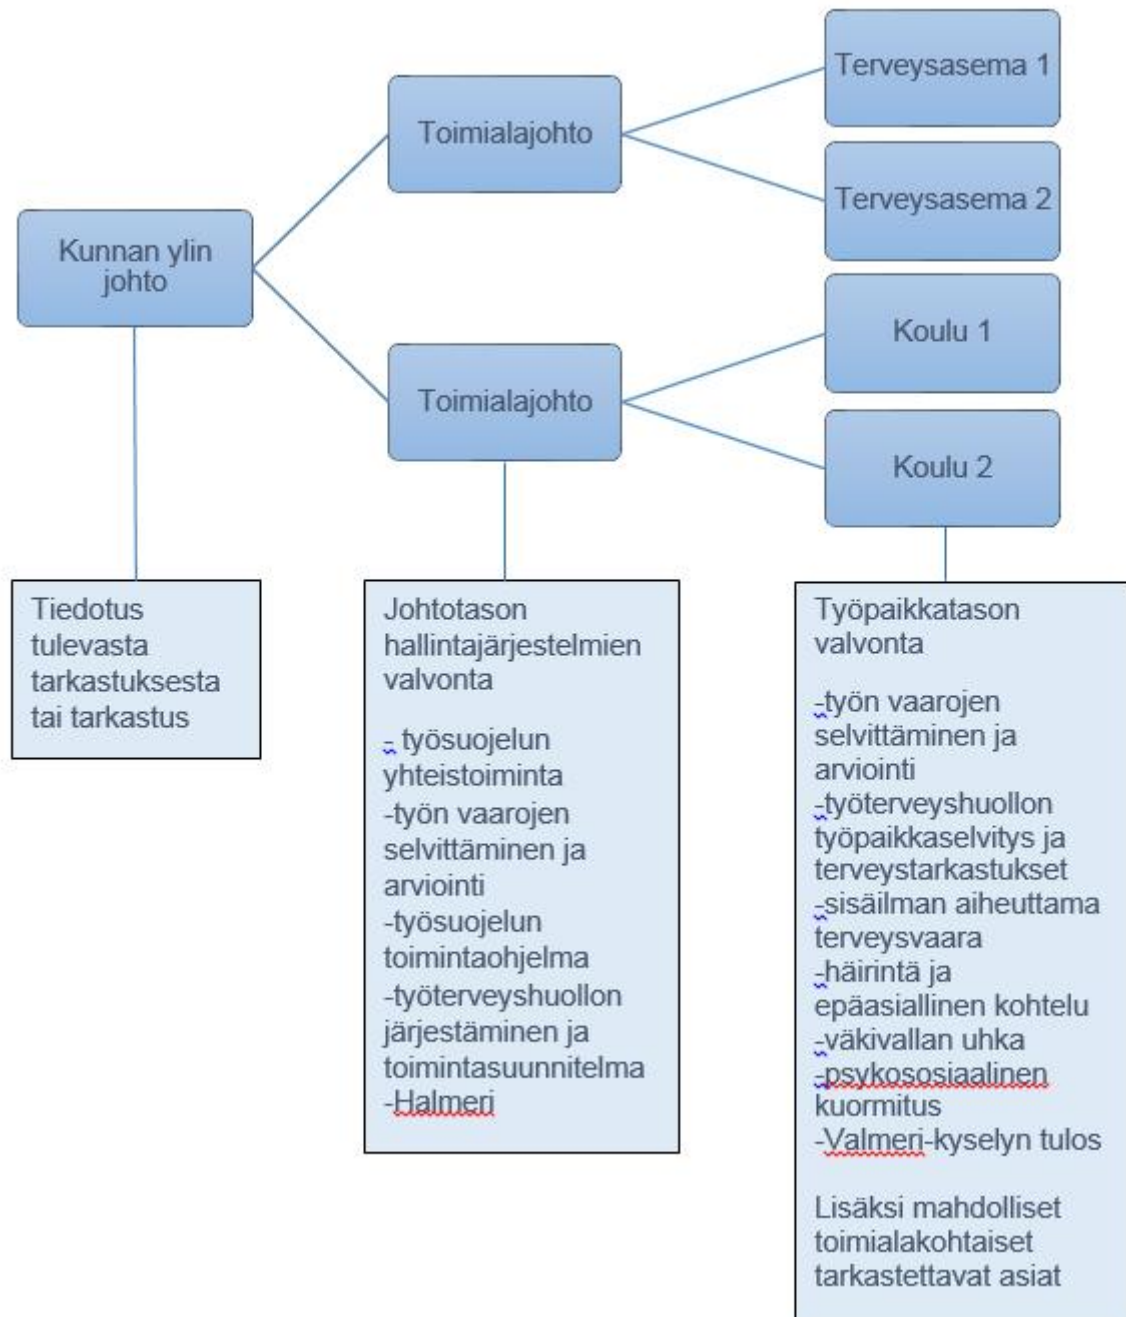 Terveysasema 1
Toimialajohto
Terveysasema 2
Kunnan ylin
johto
Koulu 1
Toimialajohto
Koulu 2
Tiedotus
tulevasta
tarkastuksesta
tai tarkastus
Johtotason
hallintajärjestelmien
valvonta
- työsuojelun
yhteistoiminta
-työn vaarojen
selvittäminen ja
arviointi
-työsuojelun
toimintaohjelma
-työterveyshuollon
järjestäminen ja
toimintasuunnitelma
-Halmeri
Työpaikkatason
valvonta
-työn vaarojen
selvittäminen ja
arviointi
-työterveyshuollon
työpaikkaselvitys ja
terveystarkastukset
-sisäilman aiheuttama
terveysvaara
-häirintä ja
epäasiallinen kohtelu
-väkivallan uhka
-psykososiaalinen
kuormitus
-Valmeri-kyselyn tulos
Lisäksi mahdolliset
toimialakohtaiset
tarkastettavat asiat